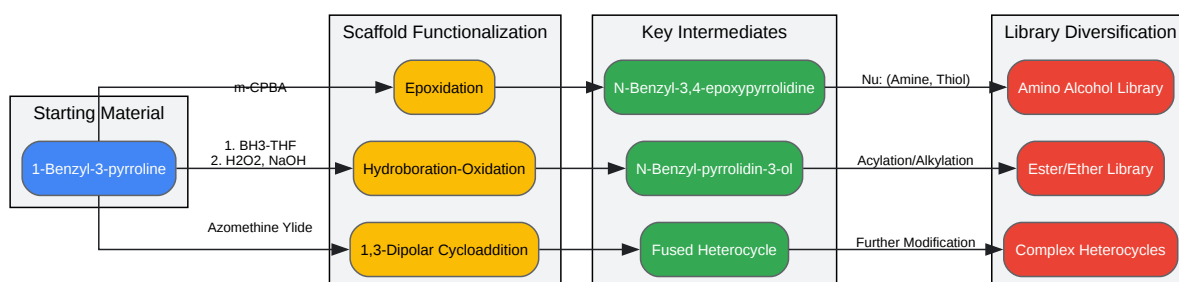 Scaffold Functionalization
Key Intermediates
Library Diversification
Starting Material
m-CPBA
Epoxidation
N-Benzyl-3,4-epoxypyrrolidine
Nu: (Amine, Thiol)
Amino Alcohol Library
1-Benzyl-3-pyrroline
1. BH3-THF
2. H2O2, NaOH
Hydroboration-Oxidation
N-Benzyl-pyrrolidin-3-ol
Acylation/Alkylation
Ester/Ether Library
Azomethine Ylide
1,3-Dipolar Cycloaddition
Fused Heterocycle
Further Modification
Complex Heterocycles